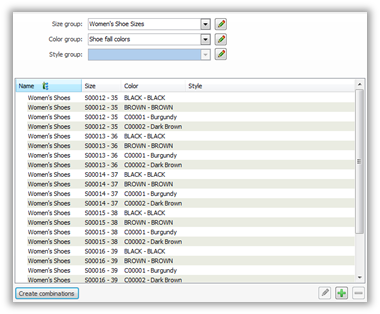 Size group: Women's Shoe Sizes
Color group: Shoe fall colors
Style group:
Name Size Color Style
Women's Shoes S00012 - 35 BLACK - BLACK
Women's Shoes S00012 - 35 BROWN - BROWN
Women's Shoes S00012 - 35 C00001 - Burgundy
Women's Shoes S00012 - 35 C00002 - Dark Brown
Women's Shoes S00013 - 36 BLACK - BLACK
Women's Shoes S00013 - 36 BROWN - BROWN
Women's Shoes S00013 - 36 C00001 - Burgundy
Women's Shoes S00013 - 36 C00002 - Dark Brown
Women's Shoes S00014 - 37 BLACK - BLACK
Women's Shoes S00014 - 37 BROWN - BROWN
Women's Shoes S00014 - 37 C00001 - Burgundy
Women's Shoes S00014 - 37 C00002 - Dark Brown
Women's Shoes S00015 - 38 BLACK - BLACK
Women's Shoes S00015 - 38 BROWN - BROWN
Women's Shoes S00015 - 38 C00001 - Burgundy
Women's Shoes S00015 - 38 C00002 - Dark Brown
Women's Shoes S00016 - 39 BLACK - BLACK
Women's Shoes S00016 - 39 BROWN - BROWN
Women's Shoes S00016 - 39 C00001 - Burgundy
Women's Shoes S00016 - 39 C00002 - Dark Brown
Create combinations